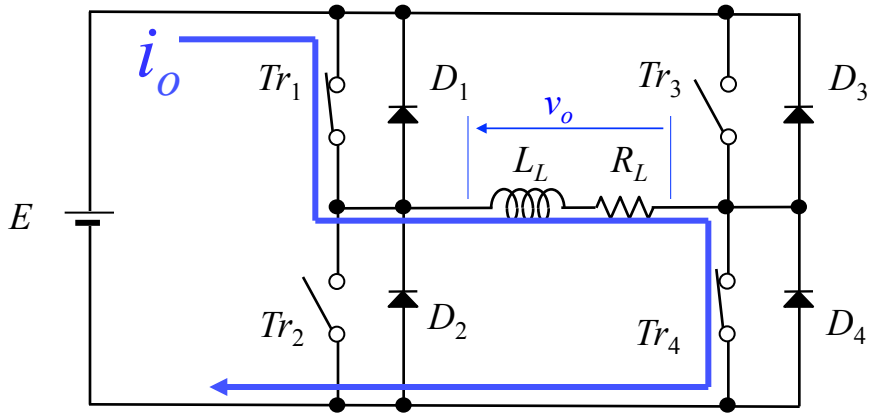 i_o
Tr_1
D_1
Tr_3
D_3
v_o
L_L
R_L
E
Tr_2
D_2
Tr_4
D_4